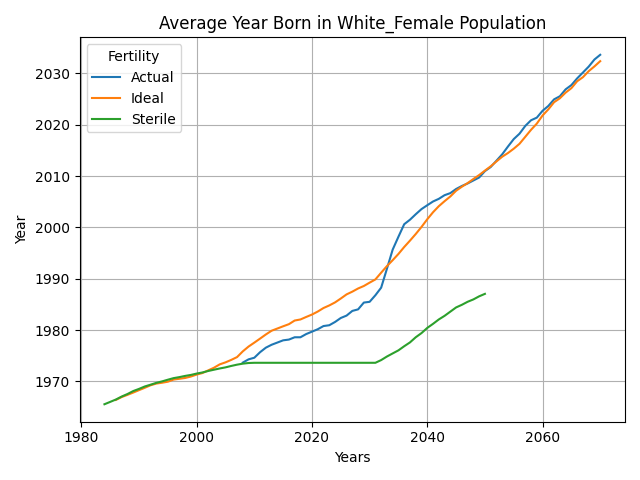 Average Year Born in White_Female Population
Fertility
Actual
Ideal
Sterile
Year
2030
2020
2010
2000
1990
1980
1970
1980 2000 2020 2040 2060
Years